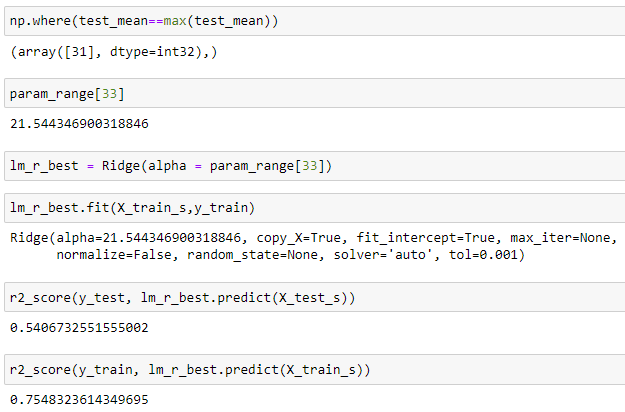 np.where(test_mean==max(test_mean))
(array([31], dtype=int32),)
param_range[33]
21.544346900318846
lm_r_best = Ridge(alpha = param_range[33])
lm_r_best.fit(X_train_s,y_train)
Ridge(alpha=21.544346900318846, copy_X=True, fit_intercept=True, max_iter=None,
normalize=False, random_state=None, solver='auto', tol=0.001)
r2_score(y_test, lm_r_best.predict(X_test_s))
0.5406732551555002
r2_score(y_train, lm_r_best.predict(X_train_s))
0.7548323614349695